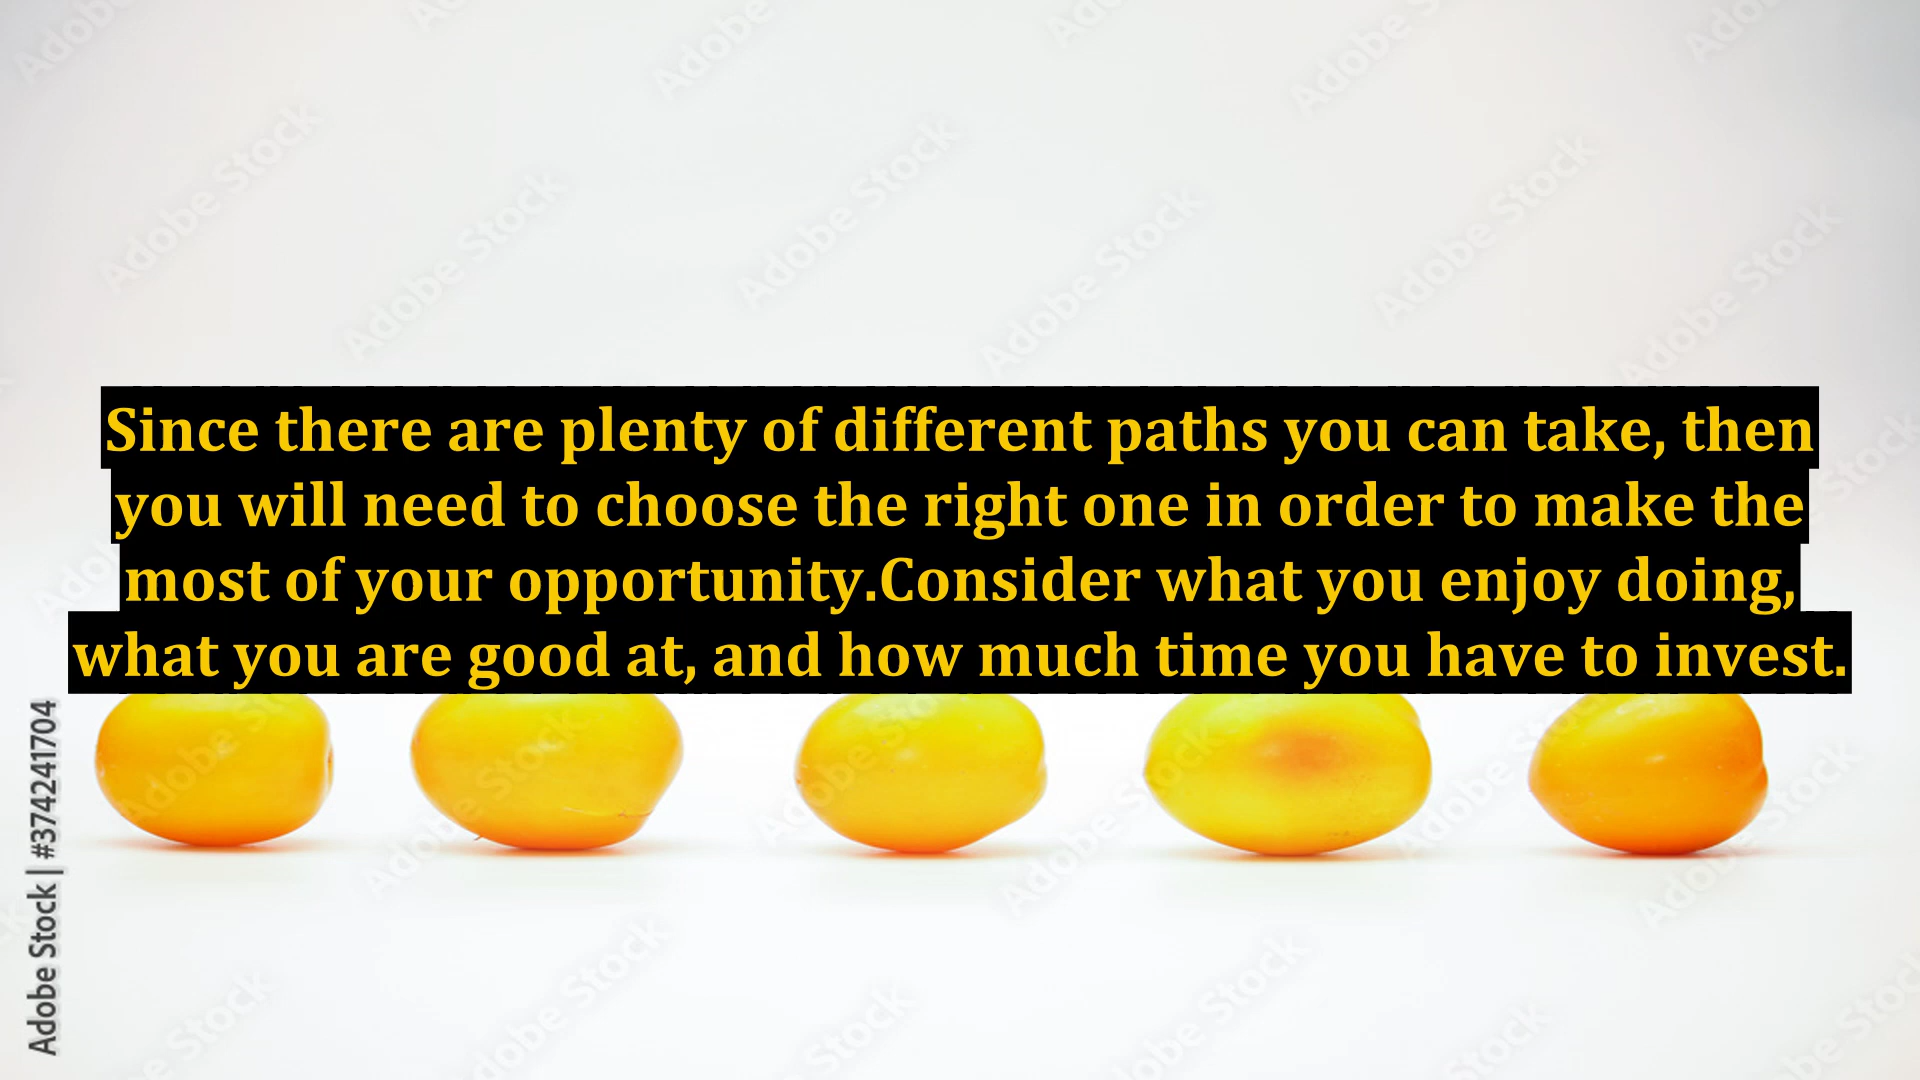 Since there are plenty of different paths you can take, then
you will need to choose the right one in order to make the
most of your opportunity.Consider what you enjoy doing,
what you are good at, and how much time you have to invest.
Adobe Stock | #374241704
Adobe Stock